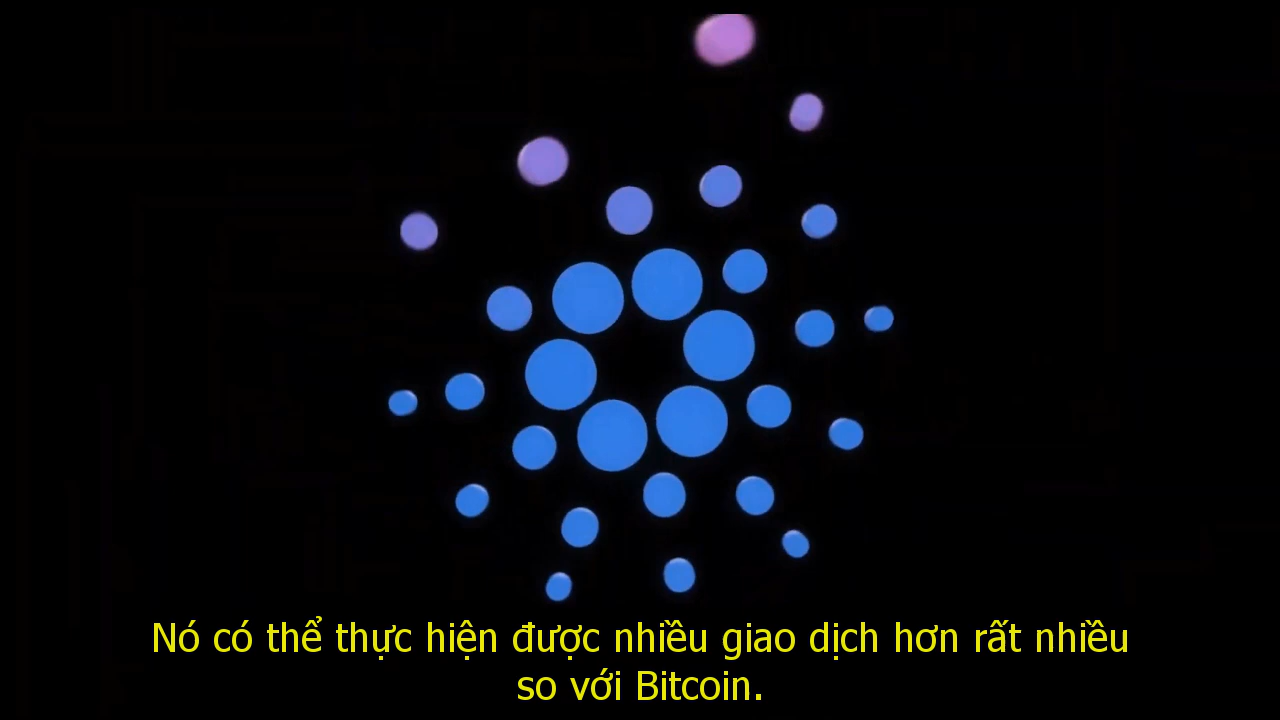 Nó có thể thực hiện được nhiều giao dịch hơn rất nhiều
so với Bitcoin.